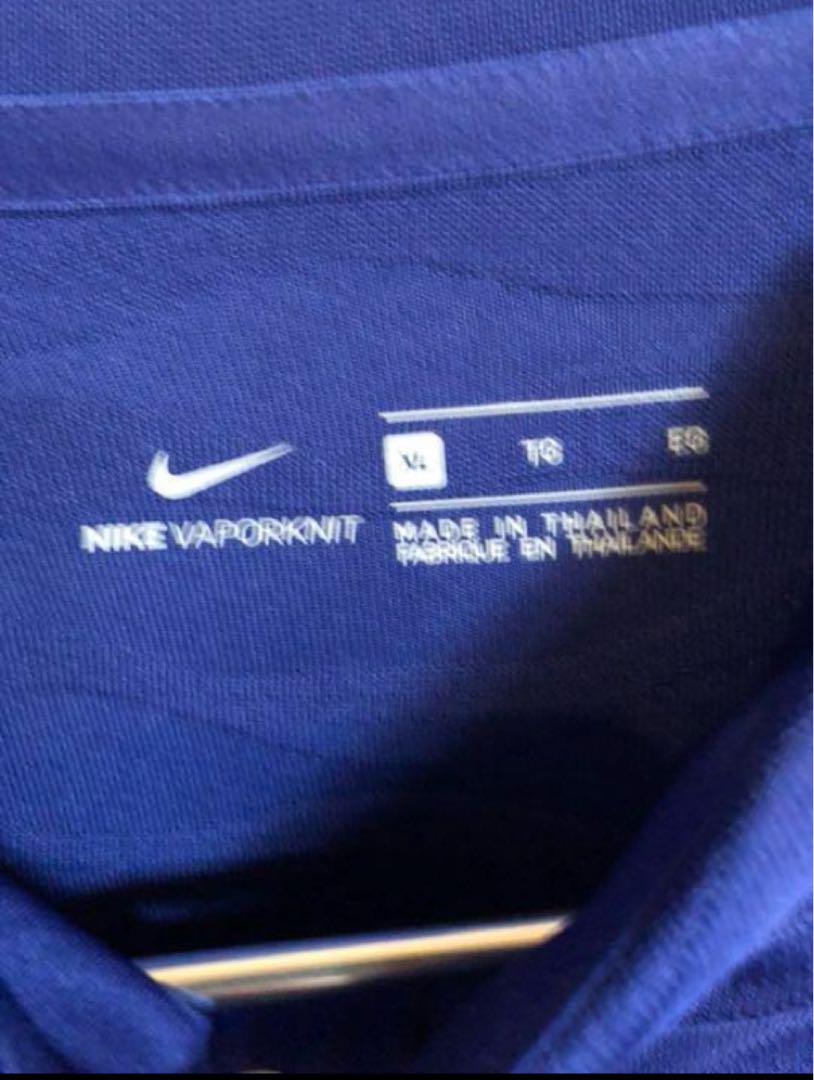 XL TG EG
NIKE VAPORKNIT
MADE IN THAILAND
FABRIQUE EN THAILANDE